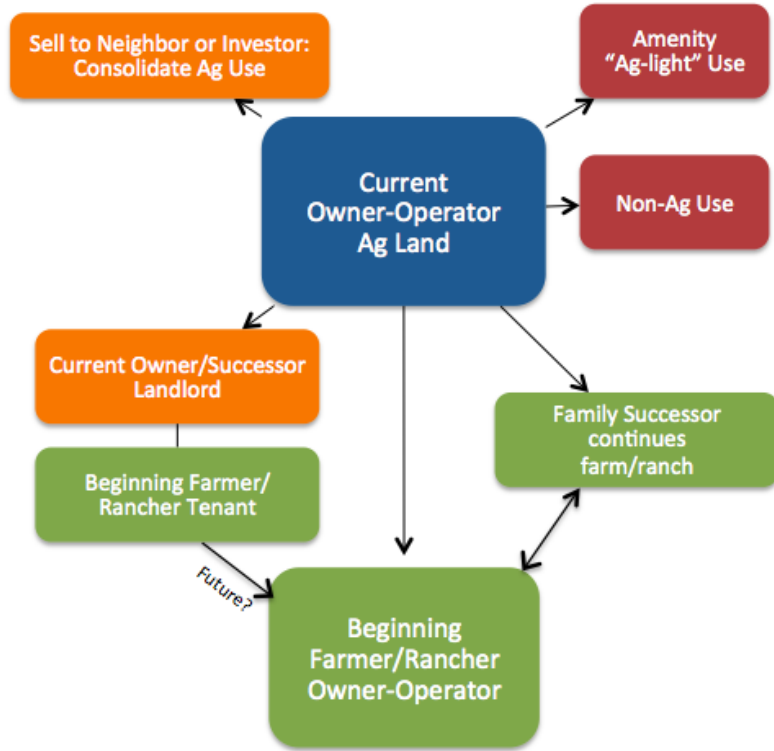 Sell to Neighbor or Investor:
Consolidate Ag Use
Amenity
“Ag-light” Use
Current
Owner-Operator
Ag Land
Non-Ag Use
Current Owner/Successor
Landlord
Family Successor
continues
farm/ranch
Beginning Farmer/
Rancher Tenant
Future?
Beginning
Farmer/Rancher
Owner-Operator